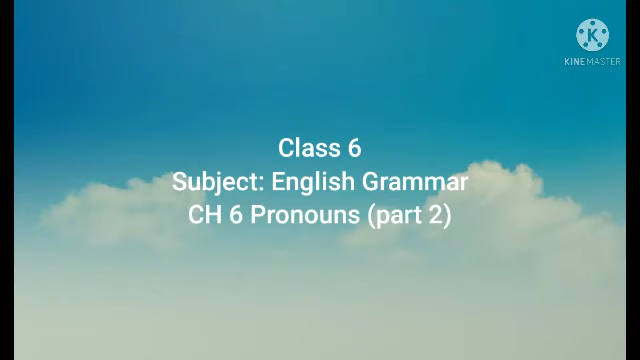 K
KINEMASTER
Class 6
Subject: English Grammar
CH 6 Pronouns (part 2)